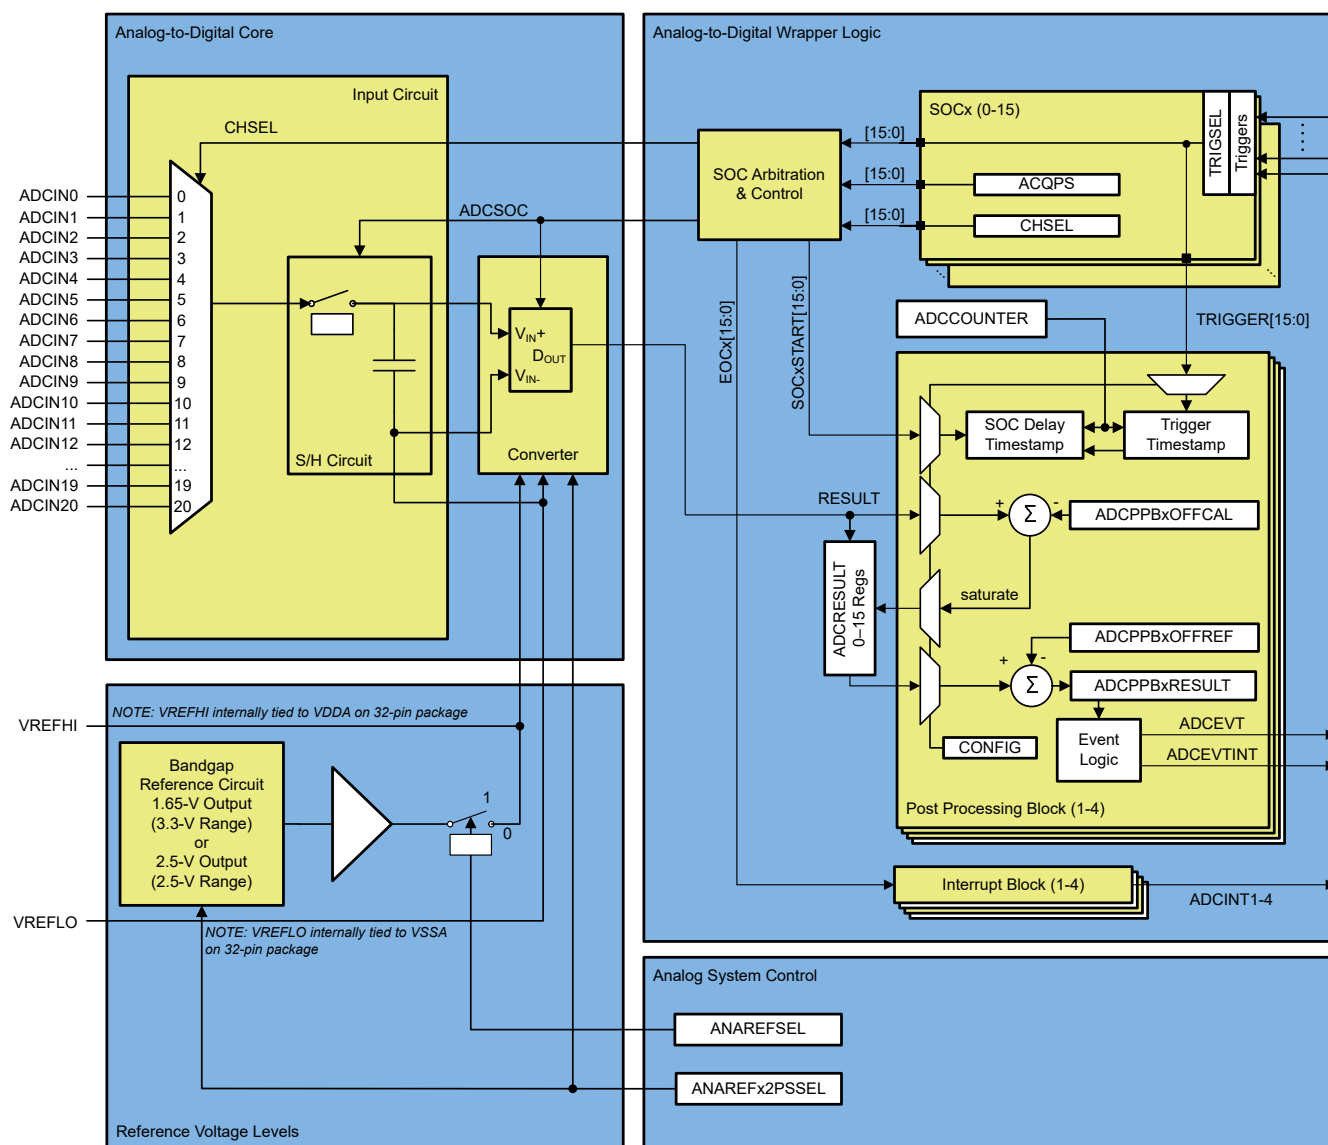 Analog-to-Digital Core
Input Circuit
CHSEL
ADCIN0 0
ADCIN1 1
ADCIN2 2
ADCIN3 3
ADCIN4 4
ADCIN5 5
ADCIN6 6
ADCIN7 7
ADCIN8 8
ADCIN9 9
ADCIN10 10
ADCIN11 11
ADCIN12 12
... ...
ADCIN19 19
ADCIN20 20
ADCSOC
S/H Circuit
VIN+
DOUT
VIN-
Converter
Analog-to-Digital Wrapper Logic
SOC Arbitration
& Control
[15:0]
[15:0]
[15:0]
SOCx (0-15)
ACQPS
CHSEL
TRIGSEL
Triggers
EOCx[15:0]
SOCxSTART[15:0]
ADCCOUNTER
TRIGGER[15:0]
SOC Delay
Timestamp
Trigger
Timestamp
RESULT
+
Σ
-
ADCPPBxOFFCAL
ADCRESULT
0–15 Regs
saturate
ADCPPBxOFFREF
+
-
Σ
ADCPPBxRESULT
CONFIG
Event
Logic
ADCEVT
ADCEVTINT
Post Processing Block (1-4)
Interrupt Block (1-4)
ADCINT1-4
VREFHI
NOTE: VREFHI internally tied to VDDA on 32-pin package
Bandgap
Reference Circuit
1.65-V Output
(3.3-V Range)
or
2.5-V Output
(2.5-V Range)
1
0
VREFLO
NOTE: VREFLO internally tied to VSSA
on 32-pin package
Reference Voltage Levels
Analog System Control
ANAREFSEL
ANAREFx2PSSEL